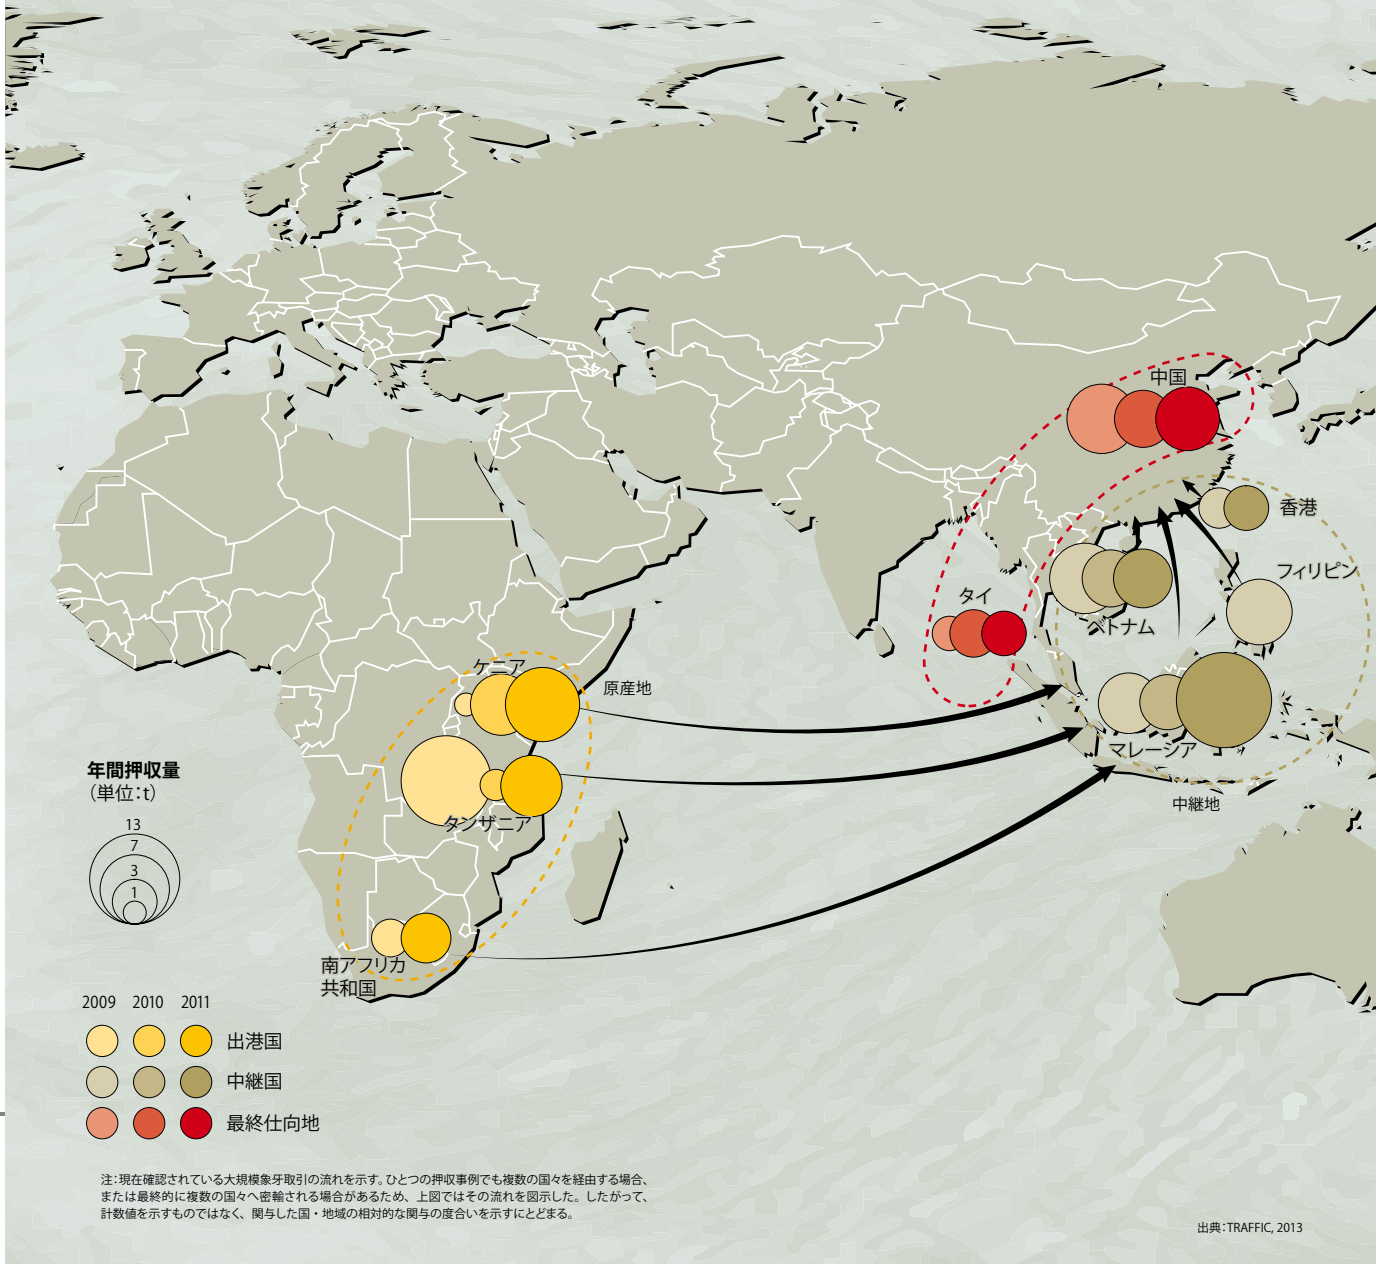 中国
香港
フィリピン
タイ
ベトナム
ケニア
原産地
マレーシア
年間押収量
（単位：t）
中継地
13
タンザニア
7
3
1
南アフリカ
共和国
2009 2010 2011
出港国
中継国
最終仕向地
注：現在確認されている大規模象牙取引の流れを示す。ひとつの押収事例でも複数の国々を経由する場合、
または最終的に複数の国々へ密輸される場合があるため、上図ではその流れを図示した。したがって、
計数値を示すものではなく、関与した国・地域の相対的な関与の度合いを示すにとどまる。
出典：TRAFFIC, 2013